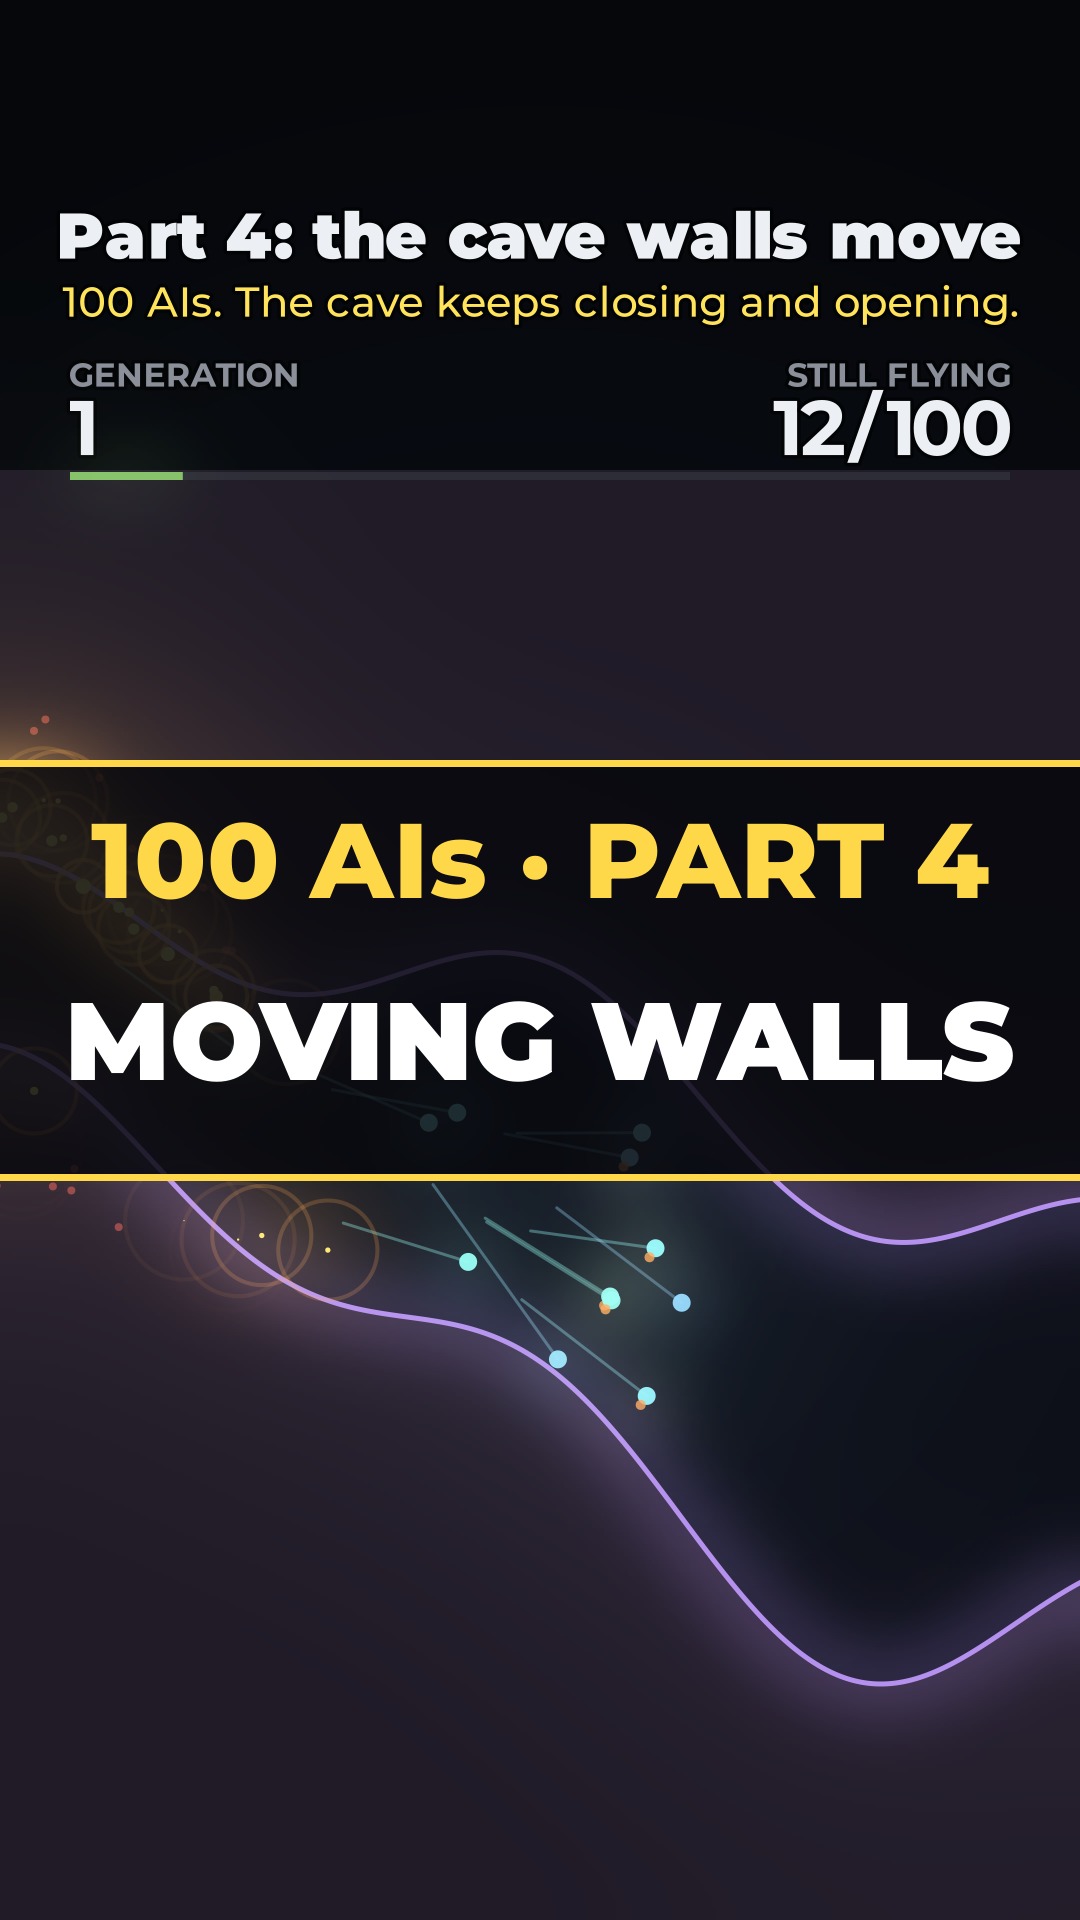 Part 4: the cave walls move
100 AIs. The cave keeps closing and opening.
GENERATION
1
STILL FLYING
12/100
100 AIs · PART 4
MOVING WALLS